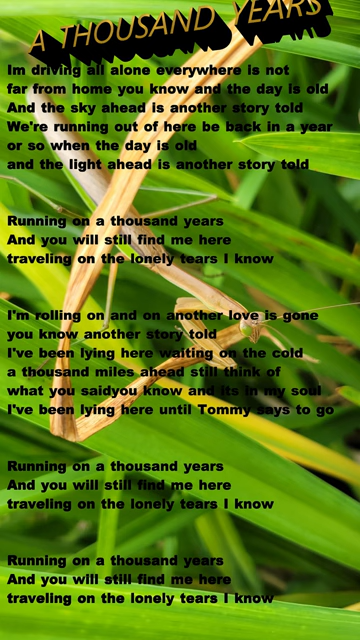 A THOUSAND YEARS
Im driving all alone everywhere is not
far from home you know and the day is old
And the sky ahead is another story told
We're running out of here be back in a year
or so when the day is old
and the light ahead is another story told
Running on a thousand years
And you will still find me here
traveling on the lonely tears I know
I'm rolling on and on another love is gone
you know another story told
I've been lying here waiting on the cold
a thousand miles ahead still think of
what you saidyou know and its in my soul
I've been lying here until Tommy says to go
Running on a thousand years
And you will still find me here
traveling on the lonely tears I know
Running on a thousand years
And you will still find me here
traveling on the lonely tears I know